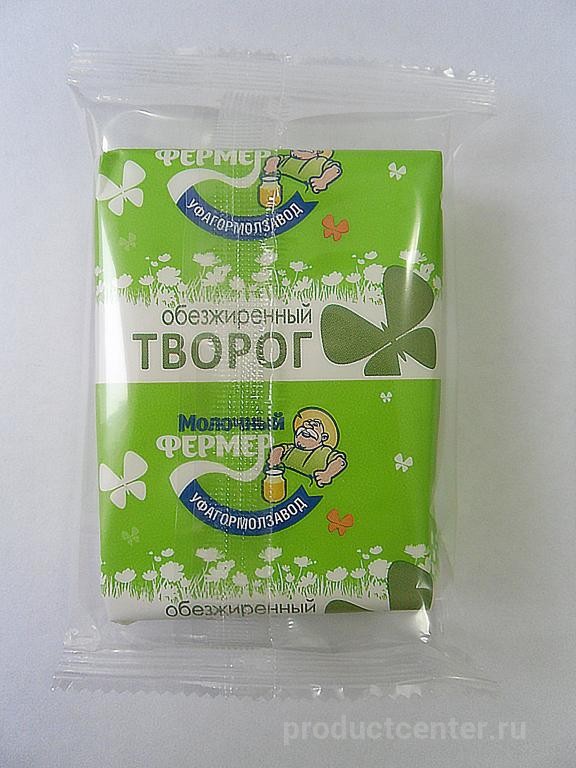 ФЕРМЕР
УФАГОРМОЛЗАВОД
обезжиренный
ТВОРОГ
Молочный
ФЕРМЕР
УФАГОРМОЛЗАВОД
обезжиренный
productcenter.ru